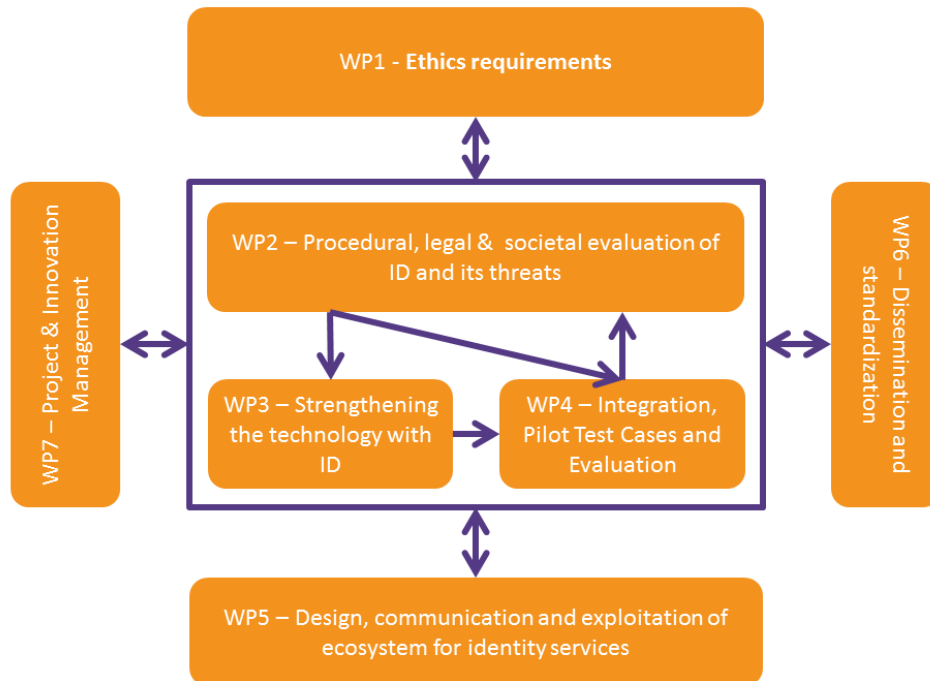 WP1 - Ethics requirements
WP2 – Procedural, legal & societal evaluation of
ID and its threats
WP3 – Strengthening
the technology with
ID
WP4 – Integration,
Pilot Test Cases and
Evaluation
WP7 – Project & Innovation
Management
WP6 – Dissemination and
standardization
WP5 – Design, communication and exploitation of
ecosystem for identity services